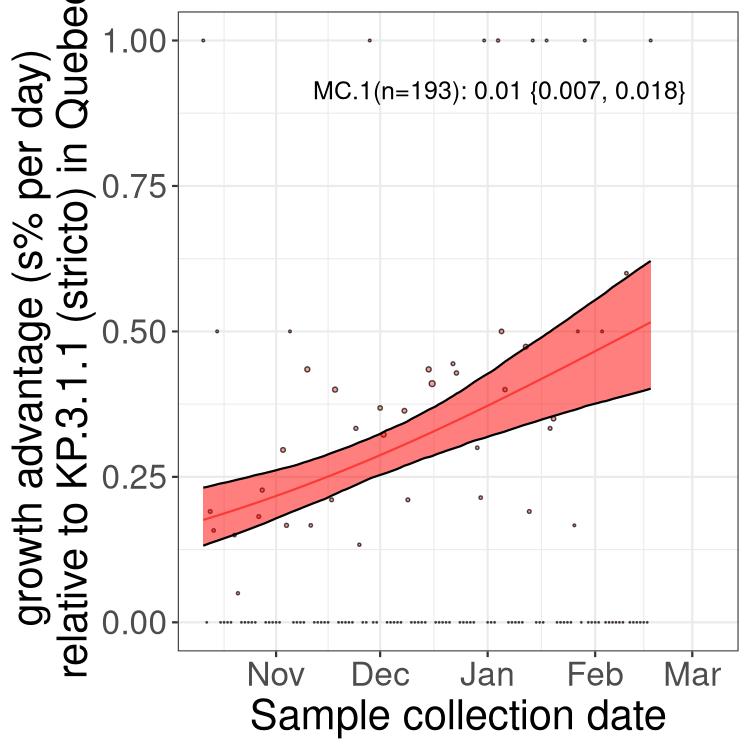 growth advantage (s% per day)
relative to KP.3.1.1 (stricto) in Quebec
1.00
0.75
0.50
0.25
0.00
MC.1(n=193): 0.01 {0.007, 0.018}
Nov Dec Jan Feb Mar
Sample collection date